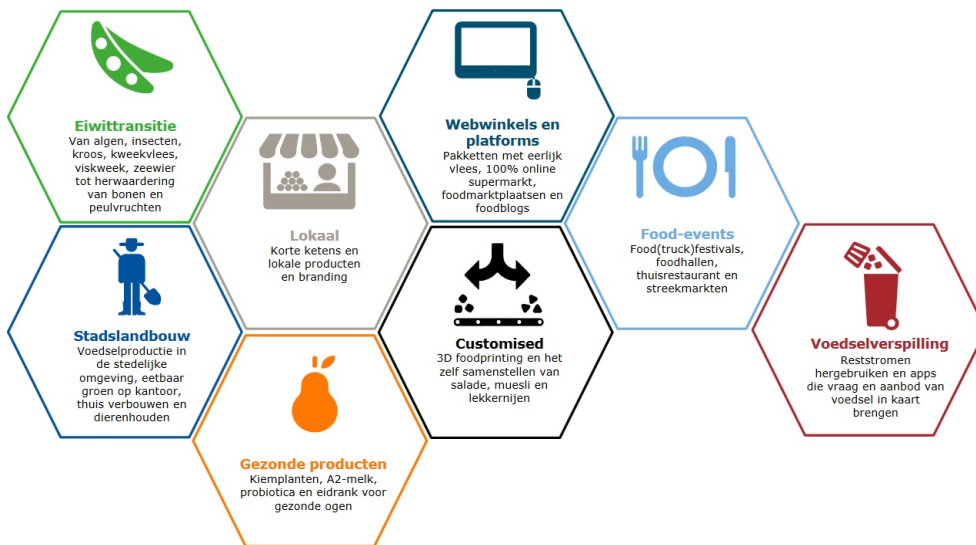 Eiwittransitie
Van algen, insecten,
kroos, kweekvlees,
viskweek, zeewier
tot herwaardering
van bonen en
peulvruchten
Lokaal
Korte ketens en
lokale producten
en branding
Webwinkels en
platforms
Pakketten met eerlijk
vlees, 100% online
supermarkt,
foodmarktplaatsen en
foodblogs
Food-events
Food(truck)festivals,
foodhallen,
thuisrestaurant en
streekmarkten
Stadslandbouw
Voedselproductie in
de stedelijke
omgeving, eetbaar
groen op kantoor,
thuis verbouwen en
dierenhouden
Customised
3D foodprinting en het
zelf samenstellen van
salade, muesli en
lekkernijen
Voedselverspilling
Reststromen
hergebruiken en apps
die vraag en aanbod van
voedsel in kaart
brengen
Gezonde producten
Kiemplanten, A2-melk,
probiotica en eidrank voor
gezonde ogen